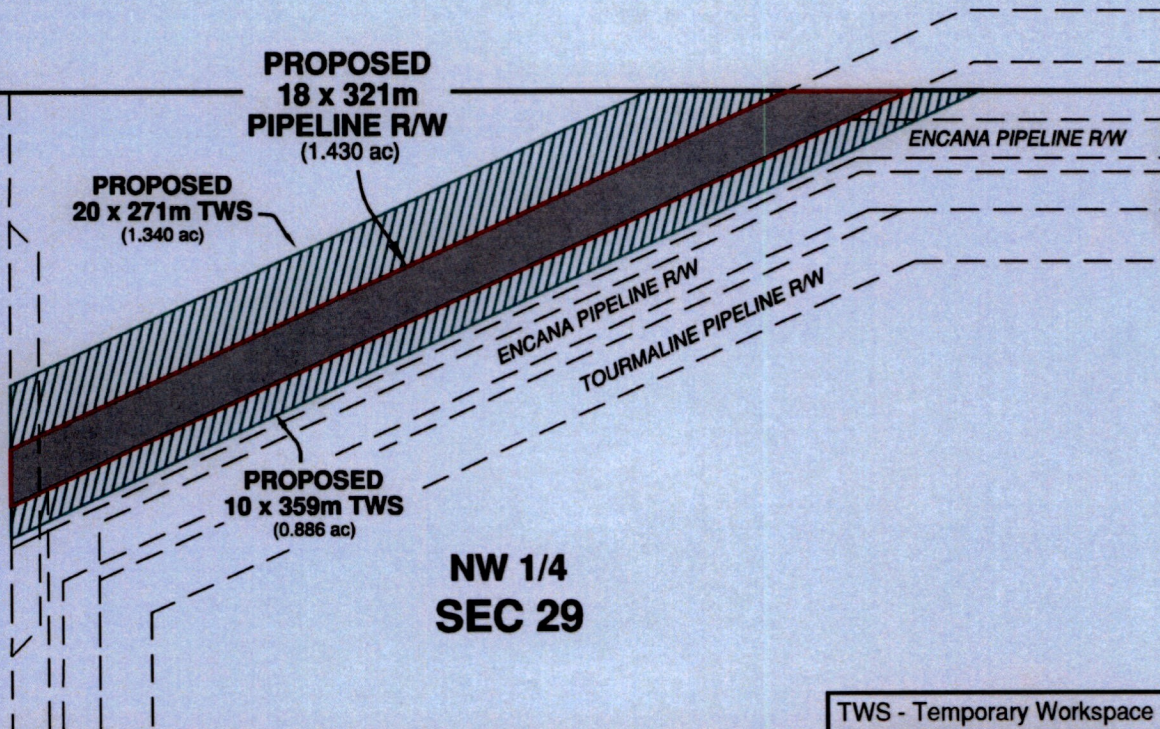 PROPOSED
18 x 321m
PIPELINE R/W
(1.430 ac)
PROPOSED
20 x 271m TWS
(1.340 ac)
ENCANA PIPELINE R/W
ENCANA PIPELINE R/W
TOURMALINE PIPELINE R/W
PROPOSED
10 x 359m TWS
(0.886 ac)
NW 1/4
SEC 29
TWS - Temporary Workspace